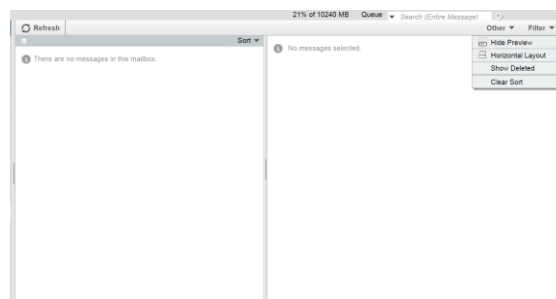 21% of 10240 MB Queue Search (Entire Message)
Refresh Other Filter
Sort
There are no messages in this mailbox.
No messages selected.
Hide Preview
Horizontal Layout
Show Deleted
Clear Sort